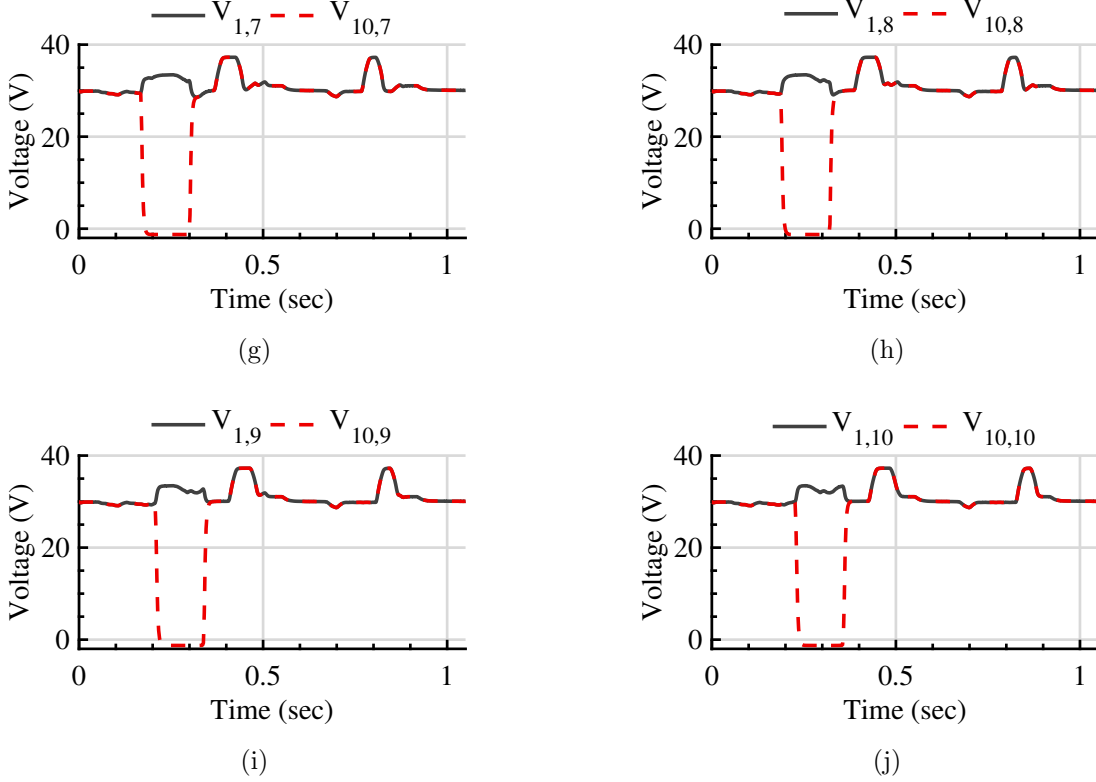 V1,7 V10,7
40
20
0
Voltage (V)
0 0.5 1
Time (sec)
(g)
V1,8 V10,8
40
20
0
Voltage (V)
0 0.5 1
Time (sec)
(h)
V1,9 V10,9
40
20
0
Voltage (V)
0 0.5 1
Time (sec)
(i)
V1,10 V10,10
40
20
0
Voltage (V)
0 0.5 1
Time (sec)
(j)